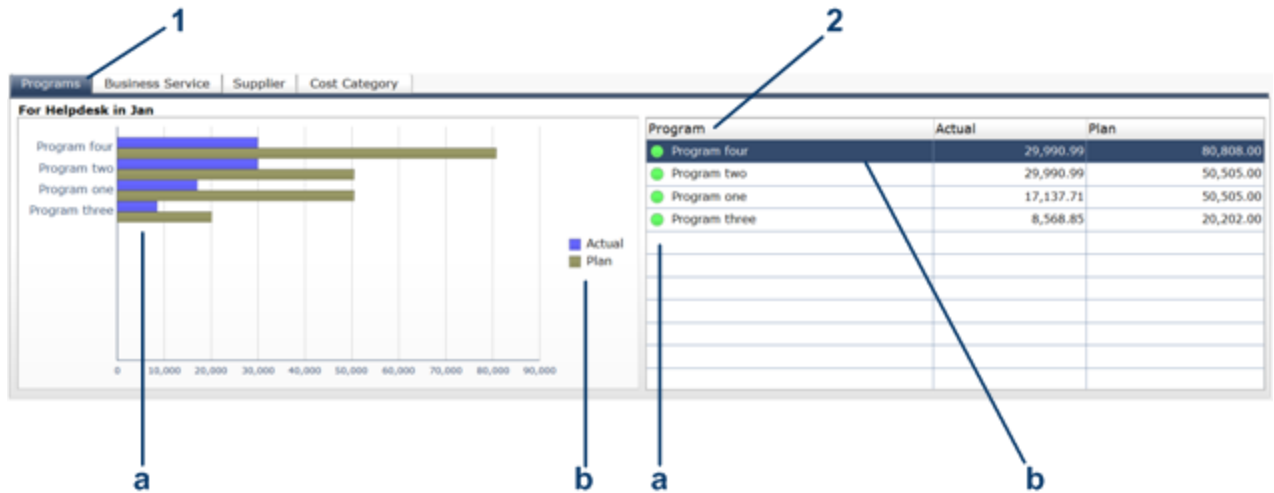 1
2
Programs Business Service Supplier Cost Category
For Helpdesk in Jan
Program four
Program two
Program one
Program three
0 10,000 20,000 30,000 40,000 50,000 60,000 70,000 80,000 90,000
Actual
Plan
Program Actual Plan
Program four 29,990.99 80,808.00
Program two 29,990.99 50,505.00
Program one 17,137.71 50,505.00
Program three 8,568.85 20,202.00
a
b
a
b